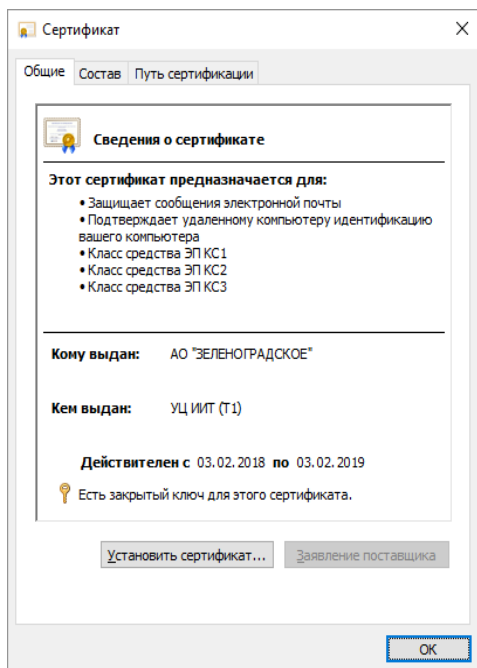 Сертификат
Общие Состав Путь сертификации
Сведения о сертификате
Этот сертификат предназначается для:
• Защищает сообщения электронной почты
• Подтверждает удаленному компьютеру идентификацию
вашего компьютера
• Класс средства ЭП КС1
• Класс средства ЭП КС2
• Класс средства ЭП КС3
Кому выдан: АО "ЗЕЛЕНОГРАДСКОЕ"
Кем выдан: УЦ ИИТ (Т1)
Действителен с 03.02.2018 по 03.02.2019
Есть закрытый ключ для этого сертификата.
Установить сертификат... Заявление поставщика
ОК